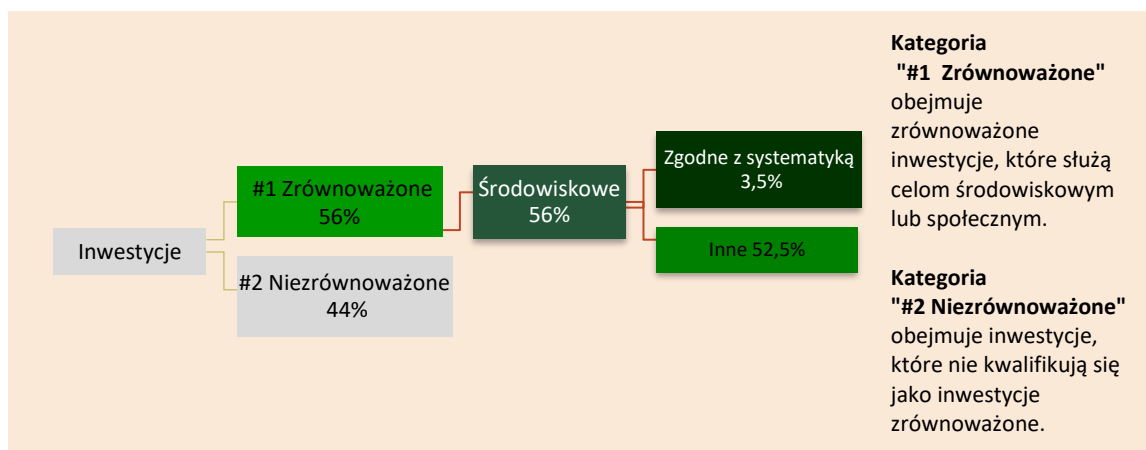 Inwestycje
#1 Zrównoważone
56%
#2 Niezrównoważone
44%
Środowiskowe
56%
Zgodne z systematyką
3,5%
Inne 52,5%
Kategoria
"#1 Zrównoważone"
obejmuje
zrównoważone
inwestycje, które służą
celom środowiskowym
lub społecznym.
Kategoria
"#2 Niezrównoważone"
obejmuje inwestycje,
które nie kwalifikują się
jako inwestycje
zrównoważone.